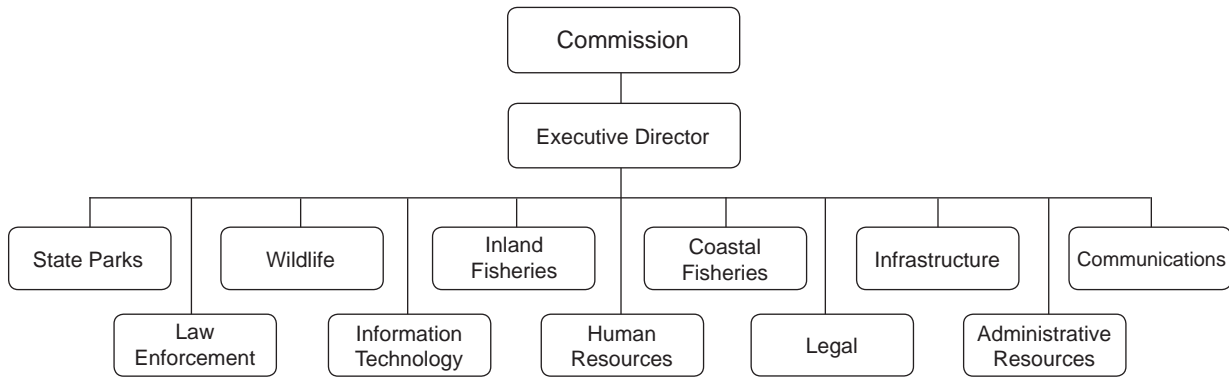 Commission
Executive Director
State Parks
Wildlife
Inland
Fisheries
Coastal
Fisheries
Infrastructure
Communications
Law
Enforcement
Information
Technology
Human
Resources
Legal
Administrative
Resources